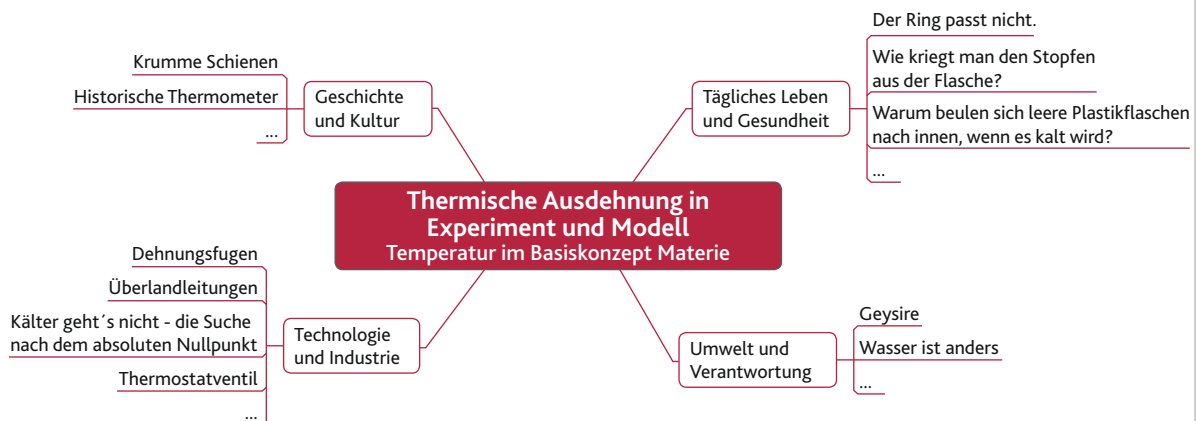 Thermische Ausdehnung in
Experiment und Modell
Temperatur im Basiskonzept Materie
Geschichte
und Kultur
Krumme Schienen
Historische Thermometer
...
Tägliches Leben
und Gesundheit
Der Ring passt nicht.
Wie kriegt man den Stopfen
aus der Flasche?
Warum beulen sich leere Plastikflaschen
nach innen, wenn es kalt wird?
...
Technologie
und Industrie
Dehnungsfugen
Überlandleitungen
Kälter geht´s nicht - die Suche
nach dem absoluten Nullpunkt
Thermostatventil
...
Umwelt und
Verantwortung
Geysire
Wasser ist anders
...